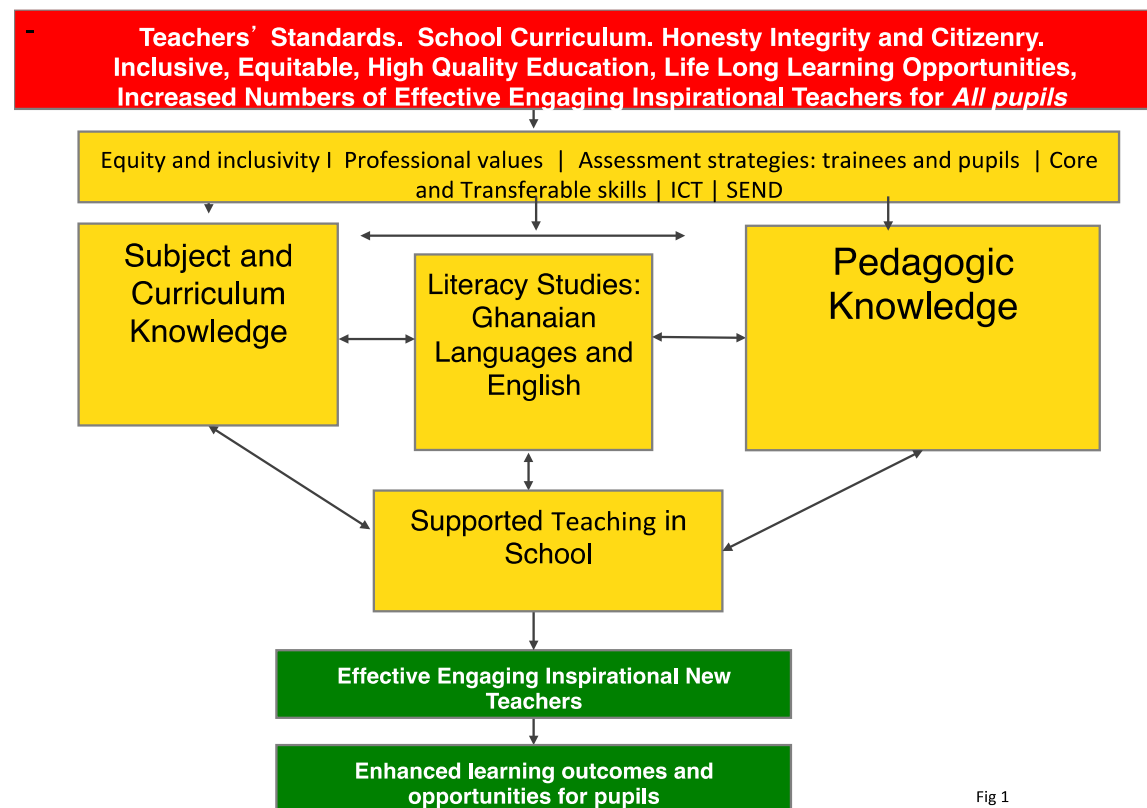 -
Teachers’ Standards. School Curriculum. Honesty Integrity and Citizenry.
Inclusive, Equitable, High Quality Education, Life Long Learning Opportunities,
Increased Numbers of Effective Engaging Inspirational Teachers for All pupils
Equity and inclusivity I Professional values | Assessment strategies: trainees and pupils | Core
and Transferable skills | ICT | SEND
Subject and
Curriculum
Knowledge
Literacy Studies:
Ghanaian
Languages and
English
Pedagogic
Knowledge
Supported Teaching in
School
Effective Engaging Inspirational New
Teachers
Enhanced learning outcomes and
opportunities for pupils
Fig 1